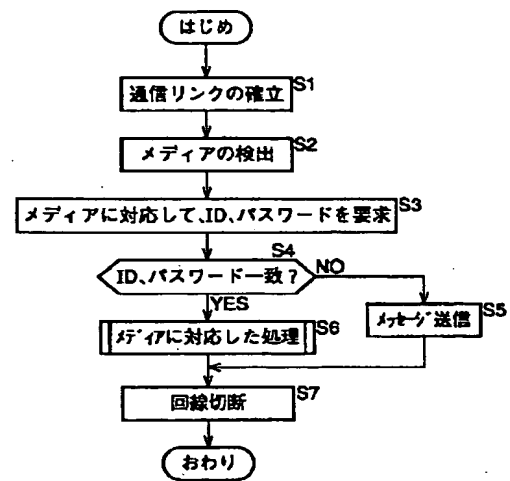 はじめ
通信リンクの確立 S1
メディアの検出 S2
メディアに対応して、ID、パスワードを要求 S3
S4
ID、パスワード一致? NO
YES
メッセージ送信 S5
メディアに対応した処理 S6
回線切断 S7
おわり